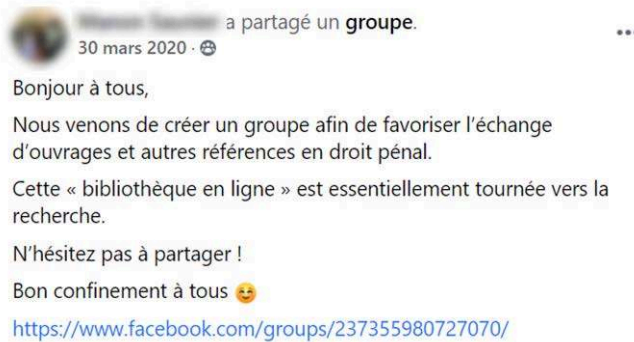 a partagé un groupe.
30 mars 2020 ·
Bonjour à tous,
Nous venons de créer un groupe afin de favoriser l’échange
d’ouvrages et autres références en droit pénal.
Cette « bibliothèque en ligne » est essentiellement tournée vers la
recherche.
N’hésitez pas à partager !
Bon confinement à tous 😊
https://www.facebook.com/groups/237355980727070/